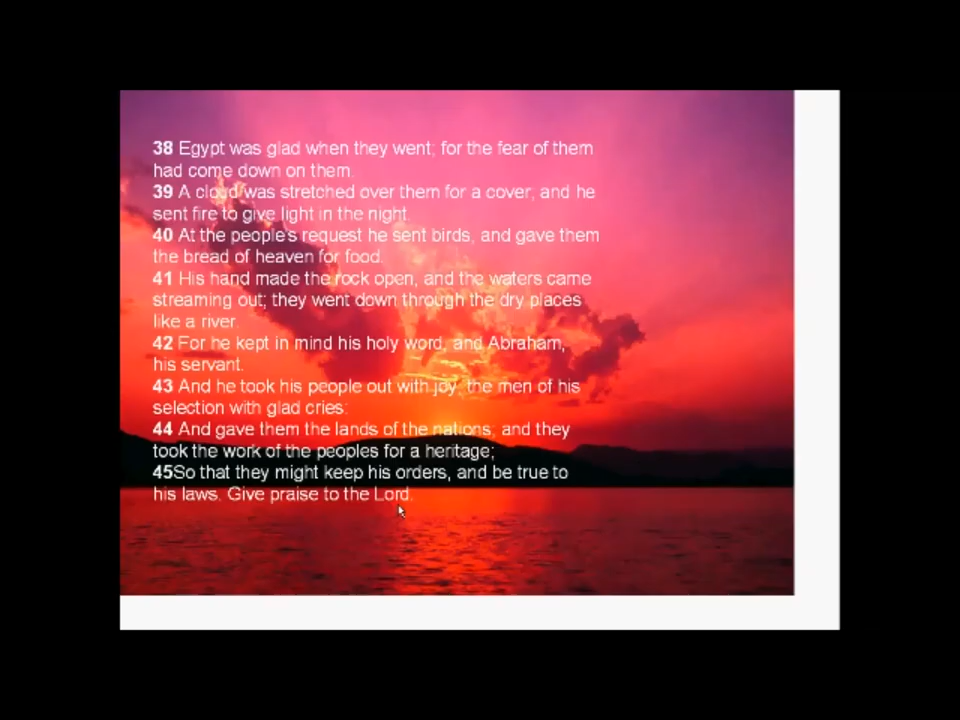 38 Egypt was glad when they went; for the fear of them
had come down on them.
39 A cloud was stretched over them for a cover; and he
sent fire to give light in the night.
40 At the people's request he sent birds, and gave them
the bread of heaven for food.
41 His hand made the rock open, and the waters came
streaming out; they went down through the dry places
like a river.
42 For he kept in mind his holy word, and Abraham,
his servant.
43 And he took his people out with joy, the men of his
selection with glad cries:
44 And gave them the lands of the nations; and they
took the work of the peoples for a heritage;
45So that they might keep his orders, and be true to
his laws. Give praise to the Lord.